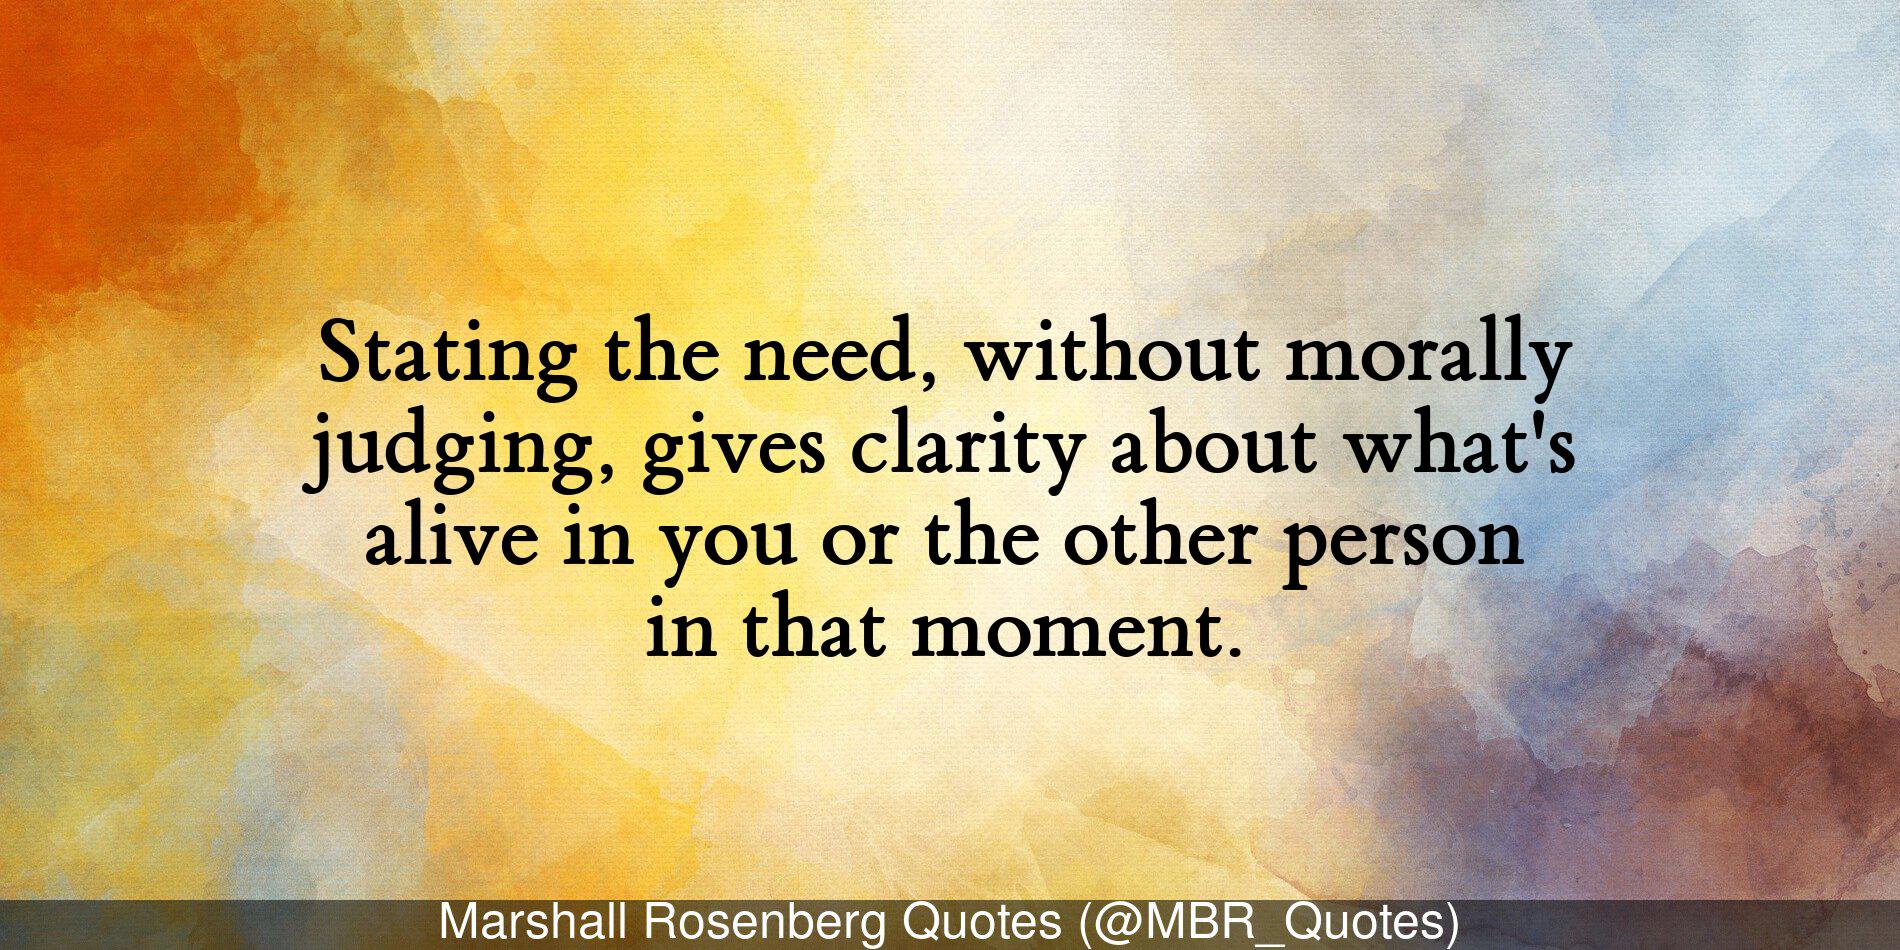 Stating the need, without morally
judging, gives clarity about what's
alive in you or the other person
in that moment.
Marshall Rosenberg Quotes (@MBR_Quotes)